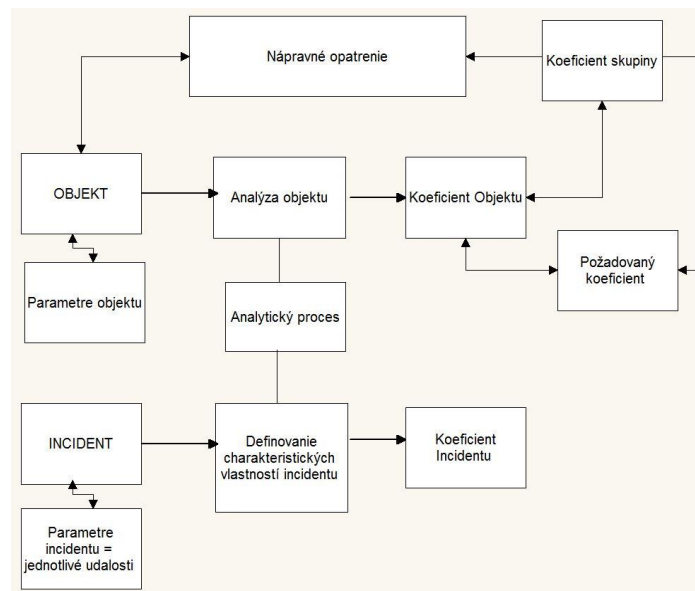 Nápravné opatrenie
Koeficient skupiny
OBJEKT
Analýza objektu
Koeficient Objektu
Parametre objektu
Požadovaný
koeficient
Analytický proces
INCIDENT
Definovanie
charakteristických
vlastností incidentu
Koeficient
Incidentu
Parametre
incidentu =
jednotlivé udalosti